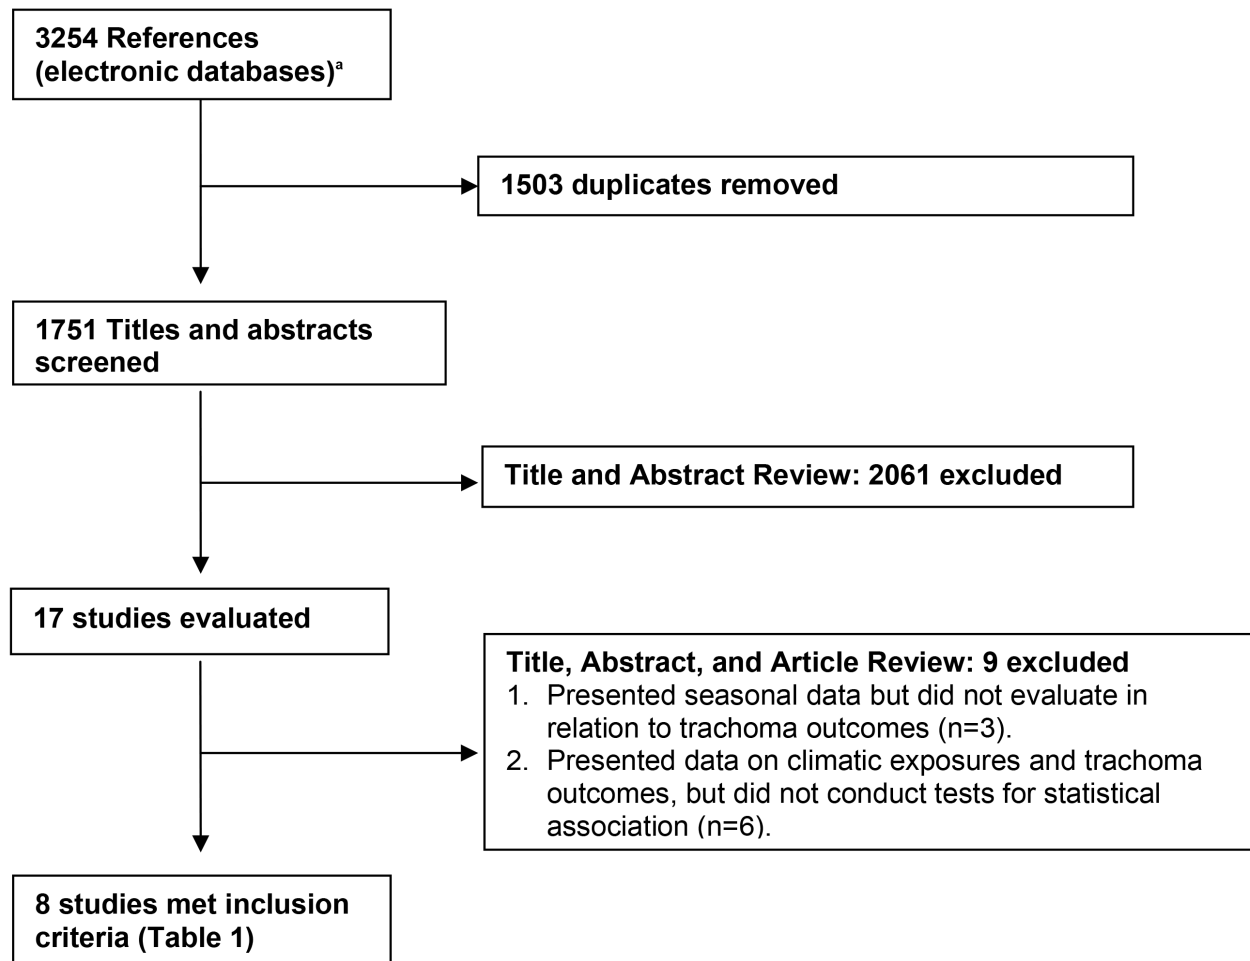 3254 References
(electronic databases)ª
1503 duplicates removed
1751 Titles and abstracts
screened
Title and Abstract Review: 2061 excluded
17 studies evaluated
Title, Abstract, and Article Review: 9 excluded
1. Presented seasonal data but did not evaluate in
relation to trachoma outcomes (n=3).
2. Presented data on climatic exposures and trachoma
outcomes, but did not conduct tests for statistical
association (n=6).
8 studies met inclusion
criteria (Table 1)